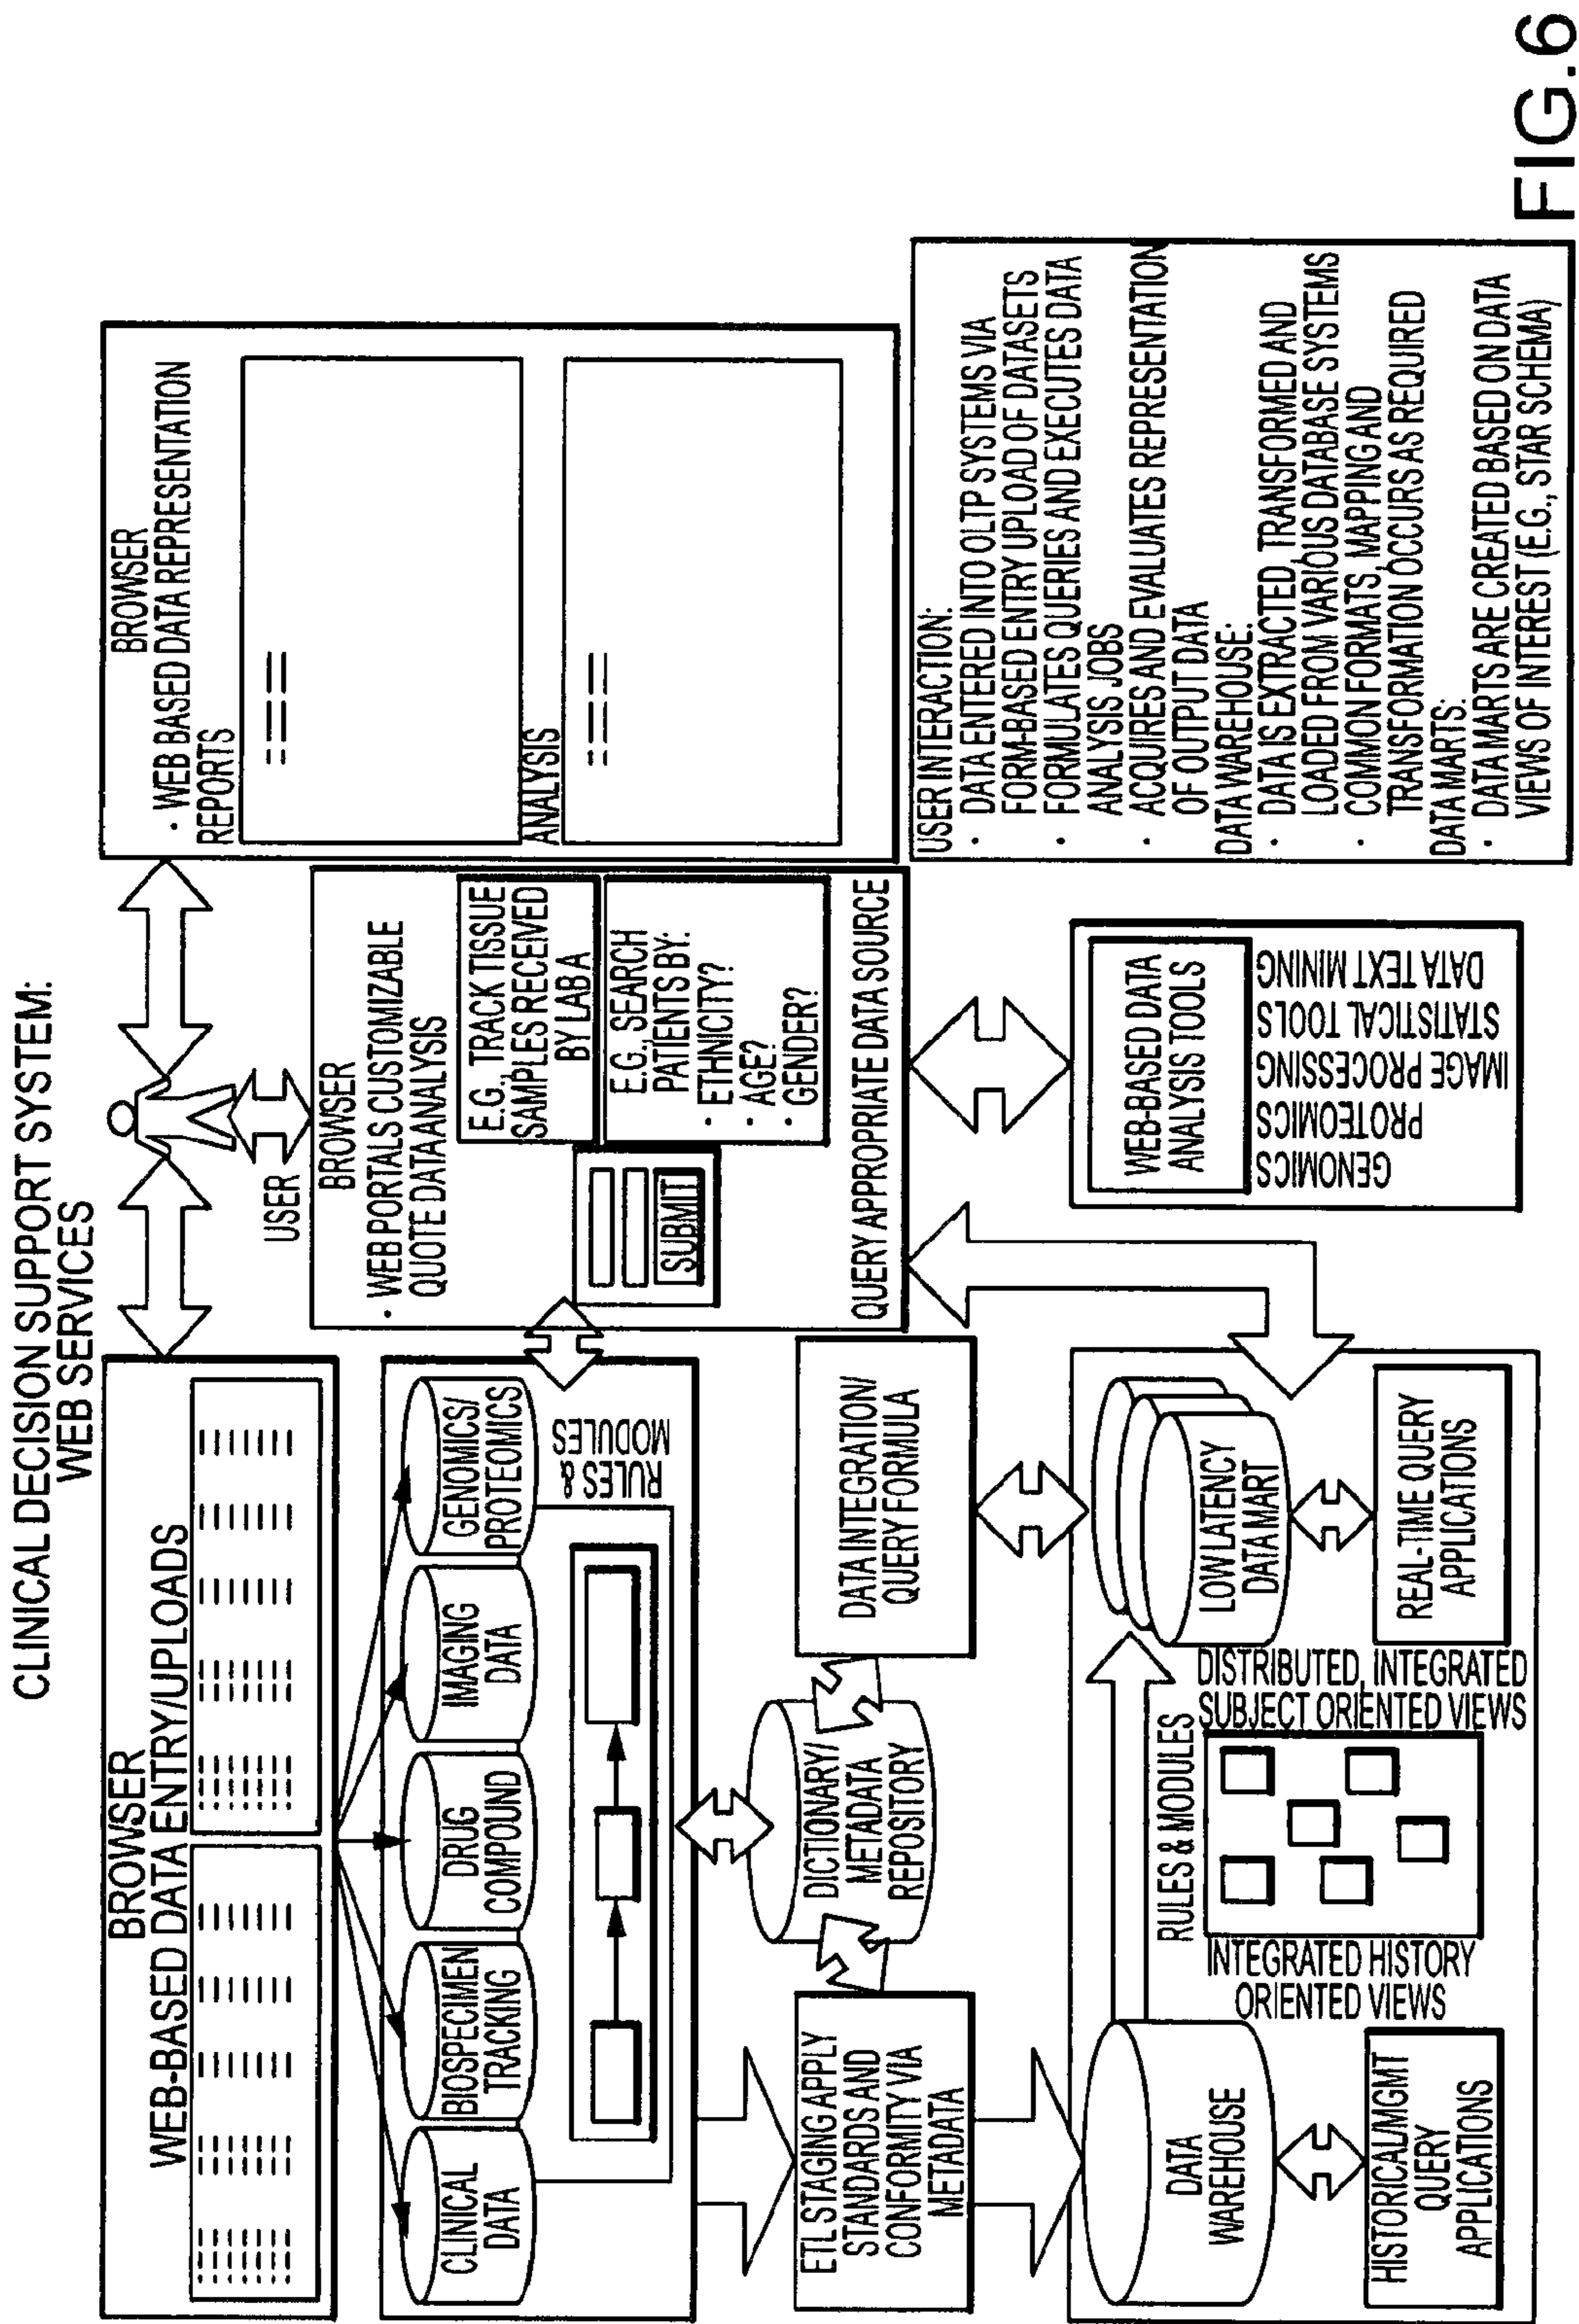 CLINICAL DECISION SUPPORT SYSTEM:
WEB SERVICES
BROWSER
WEB-BASED DATA ENTRY/UPLOADS
USER
BROWSER
· WEB BASED DATA REPRESENTATION
REPORTS
ANALYSIS
CLINICAL
DATA
BIOSPECIMEN
TRACKING
DRUG
COMPOUND
IMAGING
DATA
GENOMICS/
PROTEOMICS
RULES &
MODULES
BROWSER
· WEB PORTALS CUSTOMIZABLE
QUOTE DATA ANALYSIS
SUBMIT
E.G., TRACK TISSUE
SAMPLES RECEIVED
BY LAB A
E.G., SEARCH
PATIENTS BY:
· ETHNICITY?
· AGE?
· GENDER?
QUERY APPROPRIATE DATA SOURCE
ETL STAGING APPLY
STANDARDS AND
CONFORMITY VIA
METADATA
DICTIONARY/
METADATA
REPOSITORY
DATA INTEGRATION/
QUERY FORMULA
WEB-BASED DATA
ANALYSIS TOOLS
GENOMICS
PROTEOMICS
IMAGE PROCESSING
STATISTICAL TOOLS
DATA TEXT MINING
DATA
WAREHOUSE
HISTORICAL/MGMT
QUERY
APPLICATIONS
RULES & MODULES
INTEGRATED HISTORY
ORIENTED VIEWS
DISTRIBUTED, INTEGRATED
SUBJECT ORIENTED VIEWS
LOW LATENCY
DATA MART
REAL-TIME QUERY
APPLICATIONS
USER INTERACTION:
· DATA ENTERED INTO OLTP SYSTEMS VIA
FORM-BASED ENTRY UPLOAD OF DATASETS
· FORMULATES QUERIES AND EXECUTES DATA
ANALYSIS JOBS
· ACQUIRES AND EVALUATES REPRESENTATION
OF OUTPUT DATA
DATA WAREHOUSE:
· DATA IS EXTRACTED, TRANSFORMED AND
LOADED FROM VARIOUS DATABASE SYSTEMS
· COMMON FORMATS, MAPPING AND
TRANSFORMATION OCCURS AS REQUIRED
DATA MARTS:
· DATA MARTS ARE CREATED BASED ON DATA
VIEWS OF INTEREST (E.G., STAR SCHEMA)
FIG.6